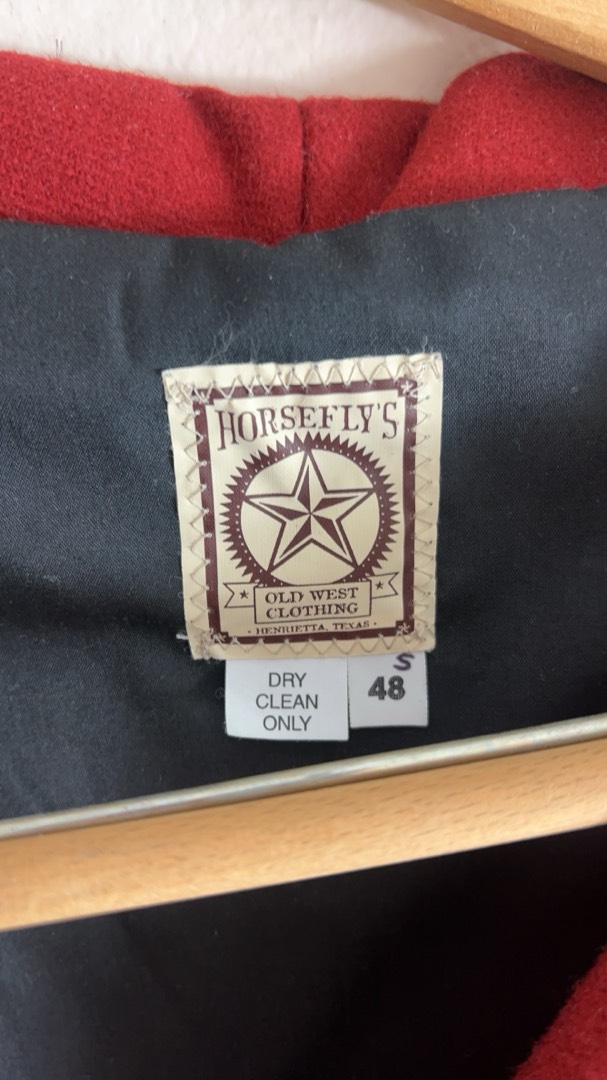 HORSEFLY'S
OLD WEST
CLOTHING
· HENRIETTA, TEXAS ·
DRY
CLEAN
ONLY
S
48